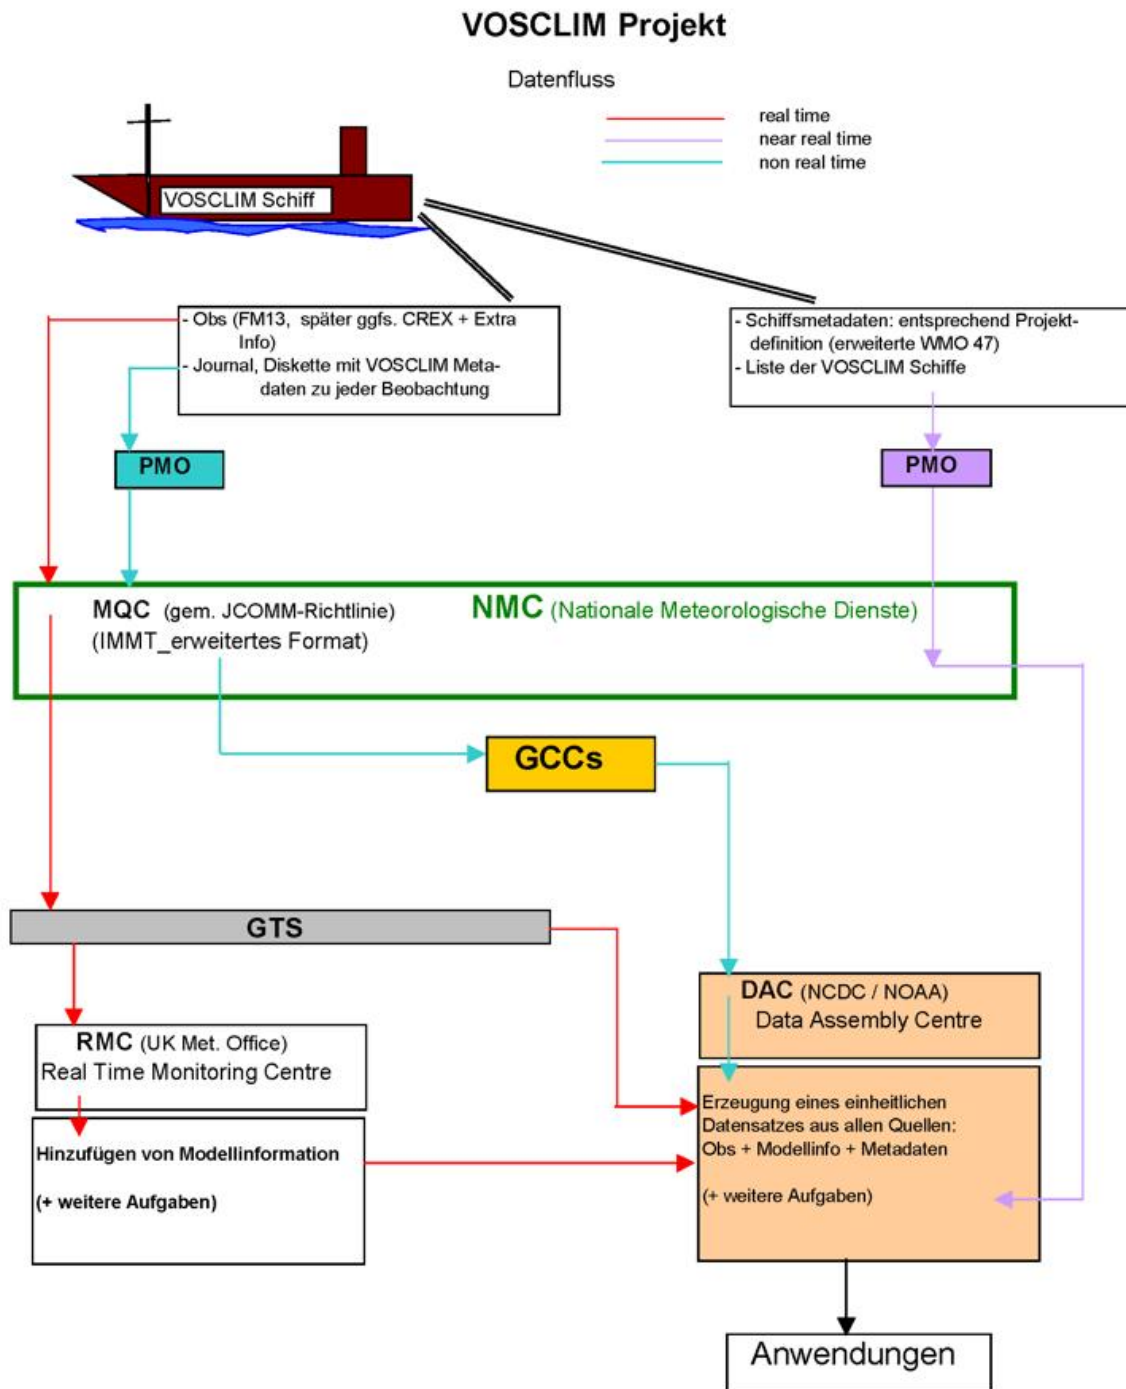 VOSCLIM Projekt
Datenfluss
real time
near real time
non real time
VOSCLIM Schiff
- Obs (FM13, später ggfs. CREX + Extra
Info)
- Journal, Diskette mit VOSCLIM Meta-
daten zu jeder Beobachtung
- Schiffsmetadaten: entsprechend Projekt-
definition (erweiterte WMO 47)
- Liste der VOSCLIM Schiffe
PMO
PMO
MQC (gem. JCOMM-Richtlinie)
(IMMT_erweitertes Format)
NMC (Nationale Meteorologische Dienste)
GCCs
GTS
RMC (UK Met. Office)
Real Time Monitoring Centre
Hinzufügen von Modellinformation
(+ weitere Aufgaben)
DAC (NCDC / NOAA)
Data Assembly Centre
Erzeugung eines einheitlichen
Datensatzes aus allen Quellen:
Obs + Modellinfo + Metadaten
(+ weitere Aufgaben)
Anwendungen